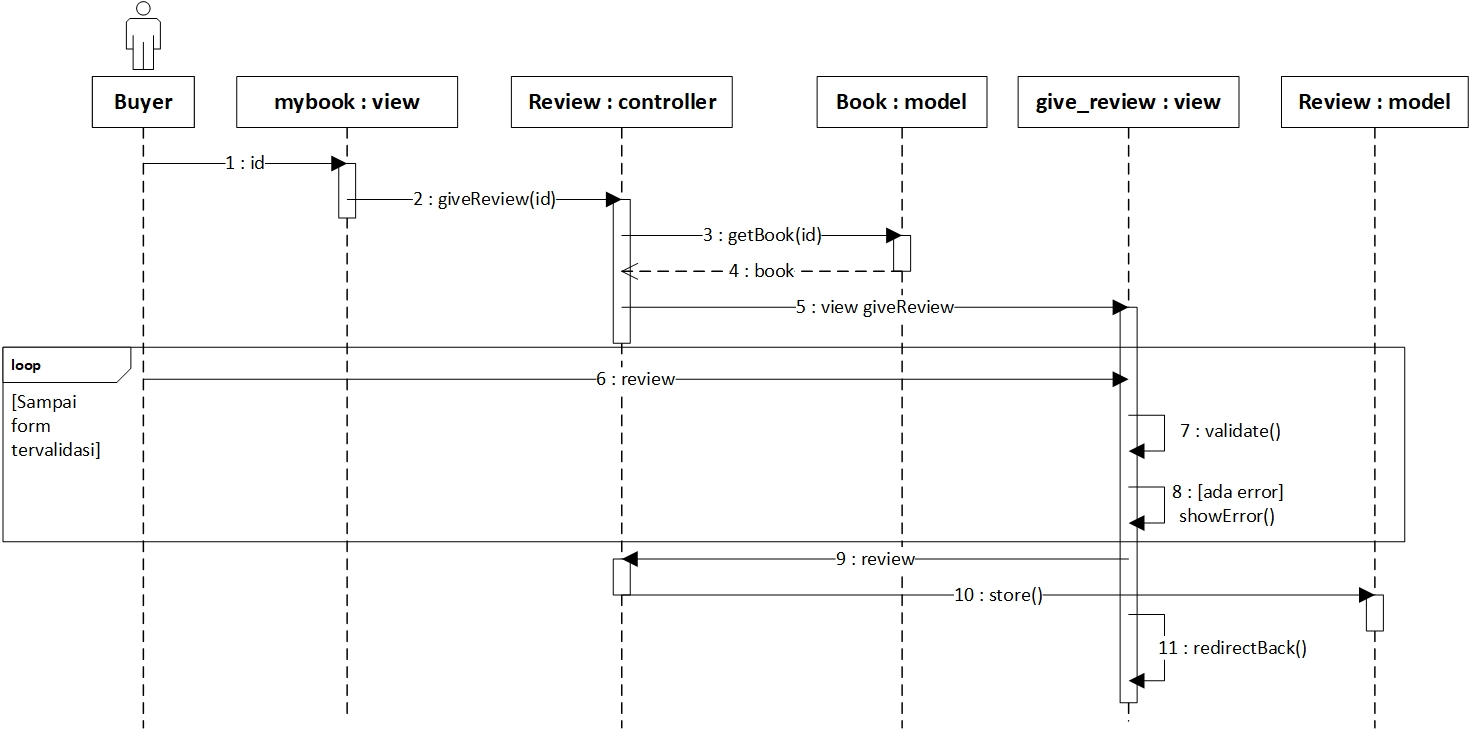 Buyer
mybook : view
Review : controller
Book : model
give_review : view
Review : model
1 : id
2 : giveReview(id)
3 : getBook(id)
4 : book
5 : view giveReview
loop
6 : review
[Sampai
form
tervalidasi]
7 : validate()
8 : [ada error]
showError()
9 : review
10 : store()
11 : redirectBack()